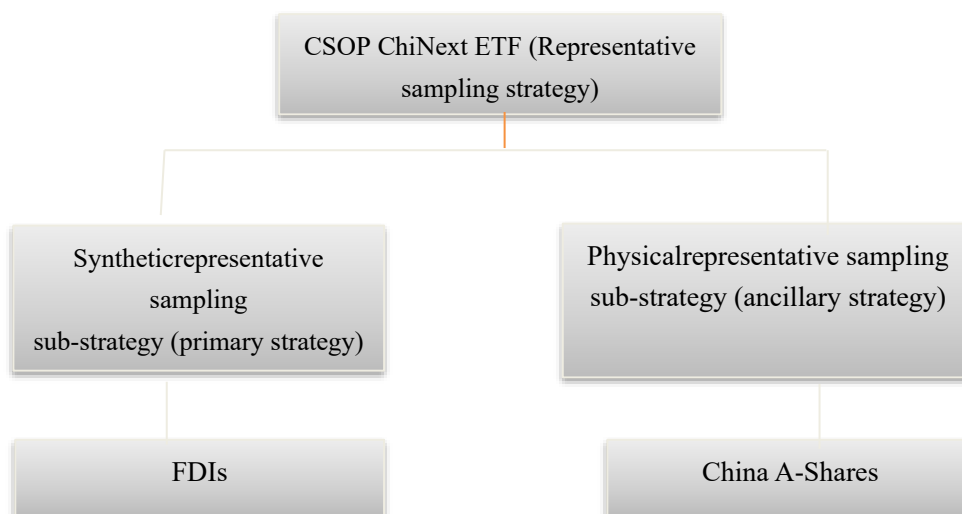 CSOP ChiNext ETF (Representative
sampling strategy)
Syntheticrepresentative
sampling
sub-strategy (primary strategy)
Physicalrepresentative sampling
sub-strategy (ancillary strategy)
FDIs
China A-Shares